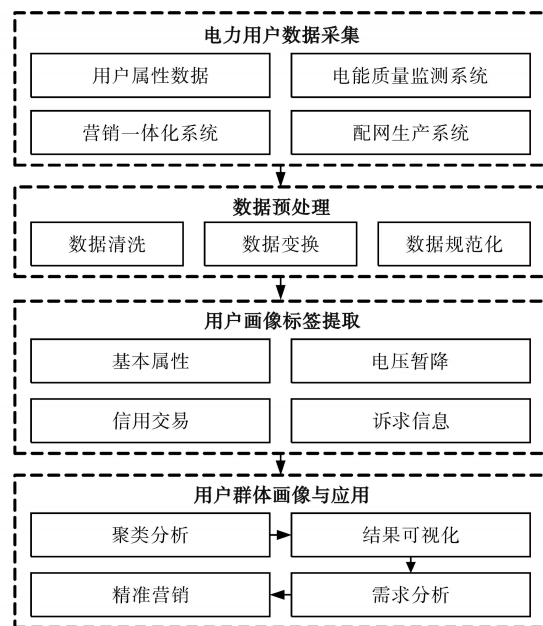 电力用户数据采集
用户属性数据
电能质量监测系统
营销一体化系统
配网生产系统
数据预处理
数据清洗
数据变换
数据规范化
用户画像标签提取
基本属性
电压暂降
信用交易
诉求信息
用户群体画像与应用
聚类分析
结果可视化
精准营销
需求分析